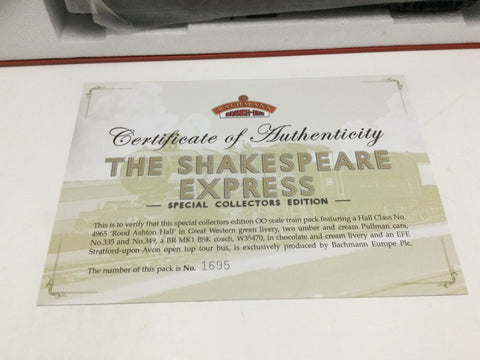 BACHMANN
BRANCH-LINE
Certificate of Authenticity
THE SHAKESPEARE
EXPRESS
— SPECIAL COLLECTORS EDITION —
This is to verify that this special collectors edition OO scale train pack featuring a Hall Class No.
4965 'Rood Ashton Hall' in Great Western green livery, two umber and cream Pullman cars,
No.335 and No.349, a BR MK1 BSK coach, W35470, in chocolate and cream livery and an EFE
Stratford-upon-Avon open top tour bus, is exclusively produced by Bachmann Europe Plc.
The number of this pack is No. 1695